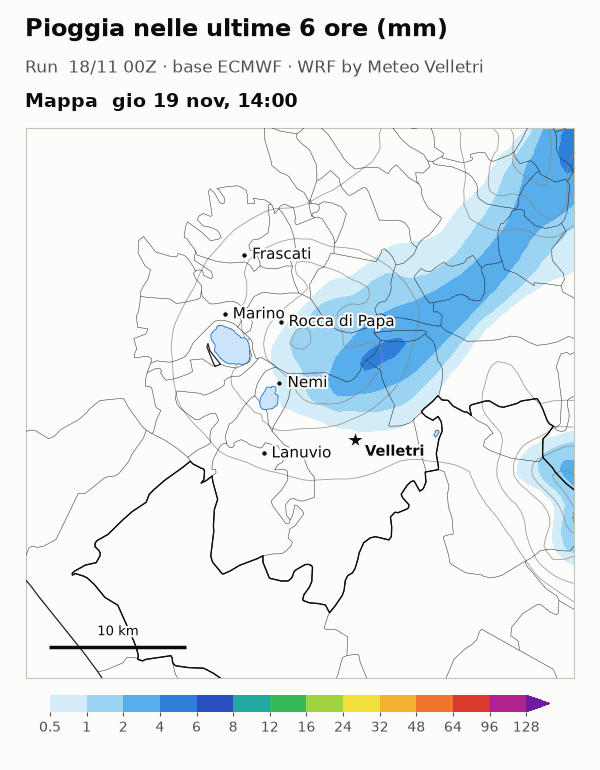 Pioggia nelle ultime 6 ore (mm)
Run  18/11 00Z · base ECMWF · WRF by Meteo Velletri
Mappa  gio 19 nov, 14:00
Frascati
Marino
Rocca di Papa
Nemi
Velletri
Lanuvio
10 km
0.5 1 2 4 6 8 12 16 24 32 48 64 96 128